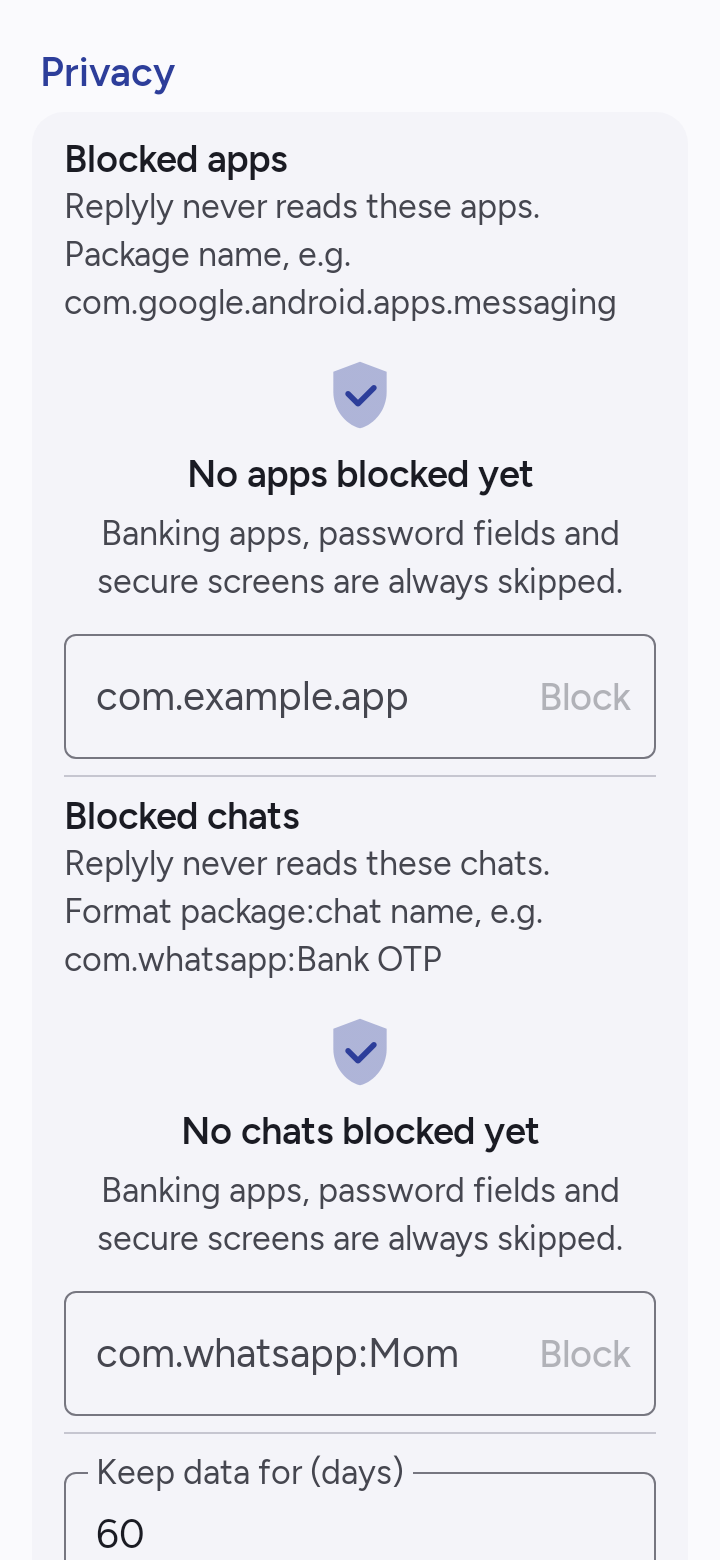 Privacy
Blocked apps
Replyly never reads these apps.
Package name, e.g.
com.google.android.apps.messaging
No apps blocked yet
Banking apps, password fields and
secure screens are always skipped.
com.example.app Block
Blocked chats
Replyly never reads these chats.
Format package:chat name, e.g.
com.whatsapp:Bank OTP
No chats blocked yet
Banking apps, password fields and
secure screens are always skipped.
com.whatsapp:Mom Block
Keep data for (days)
60